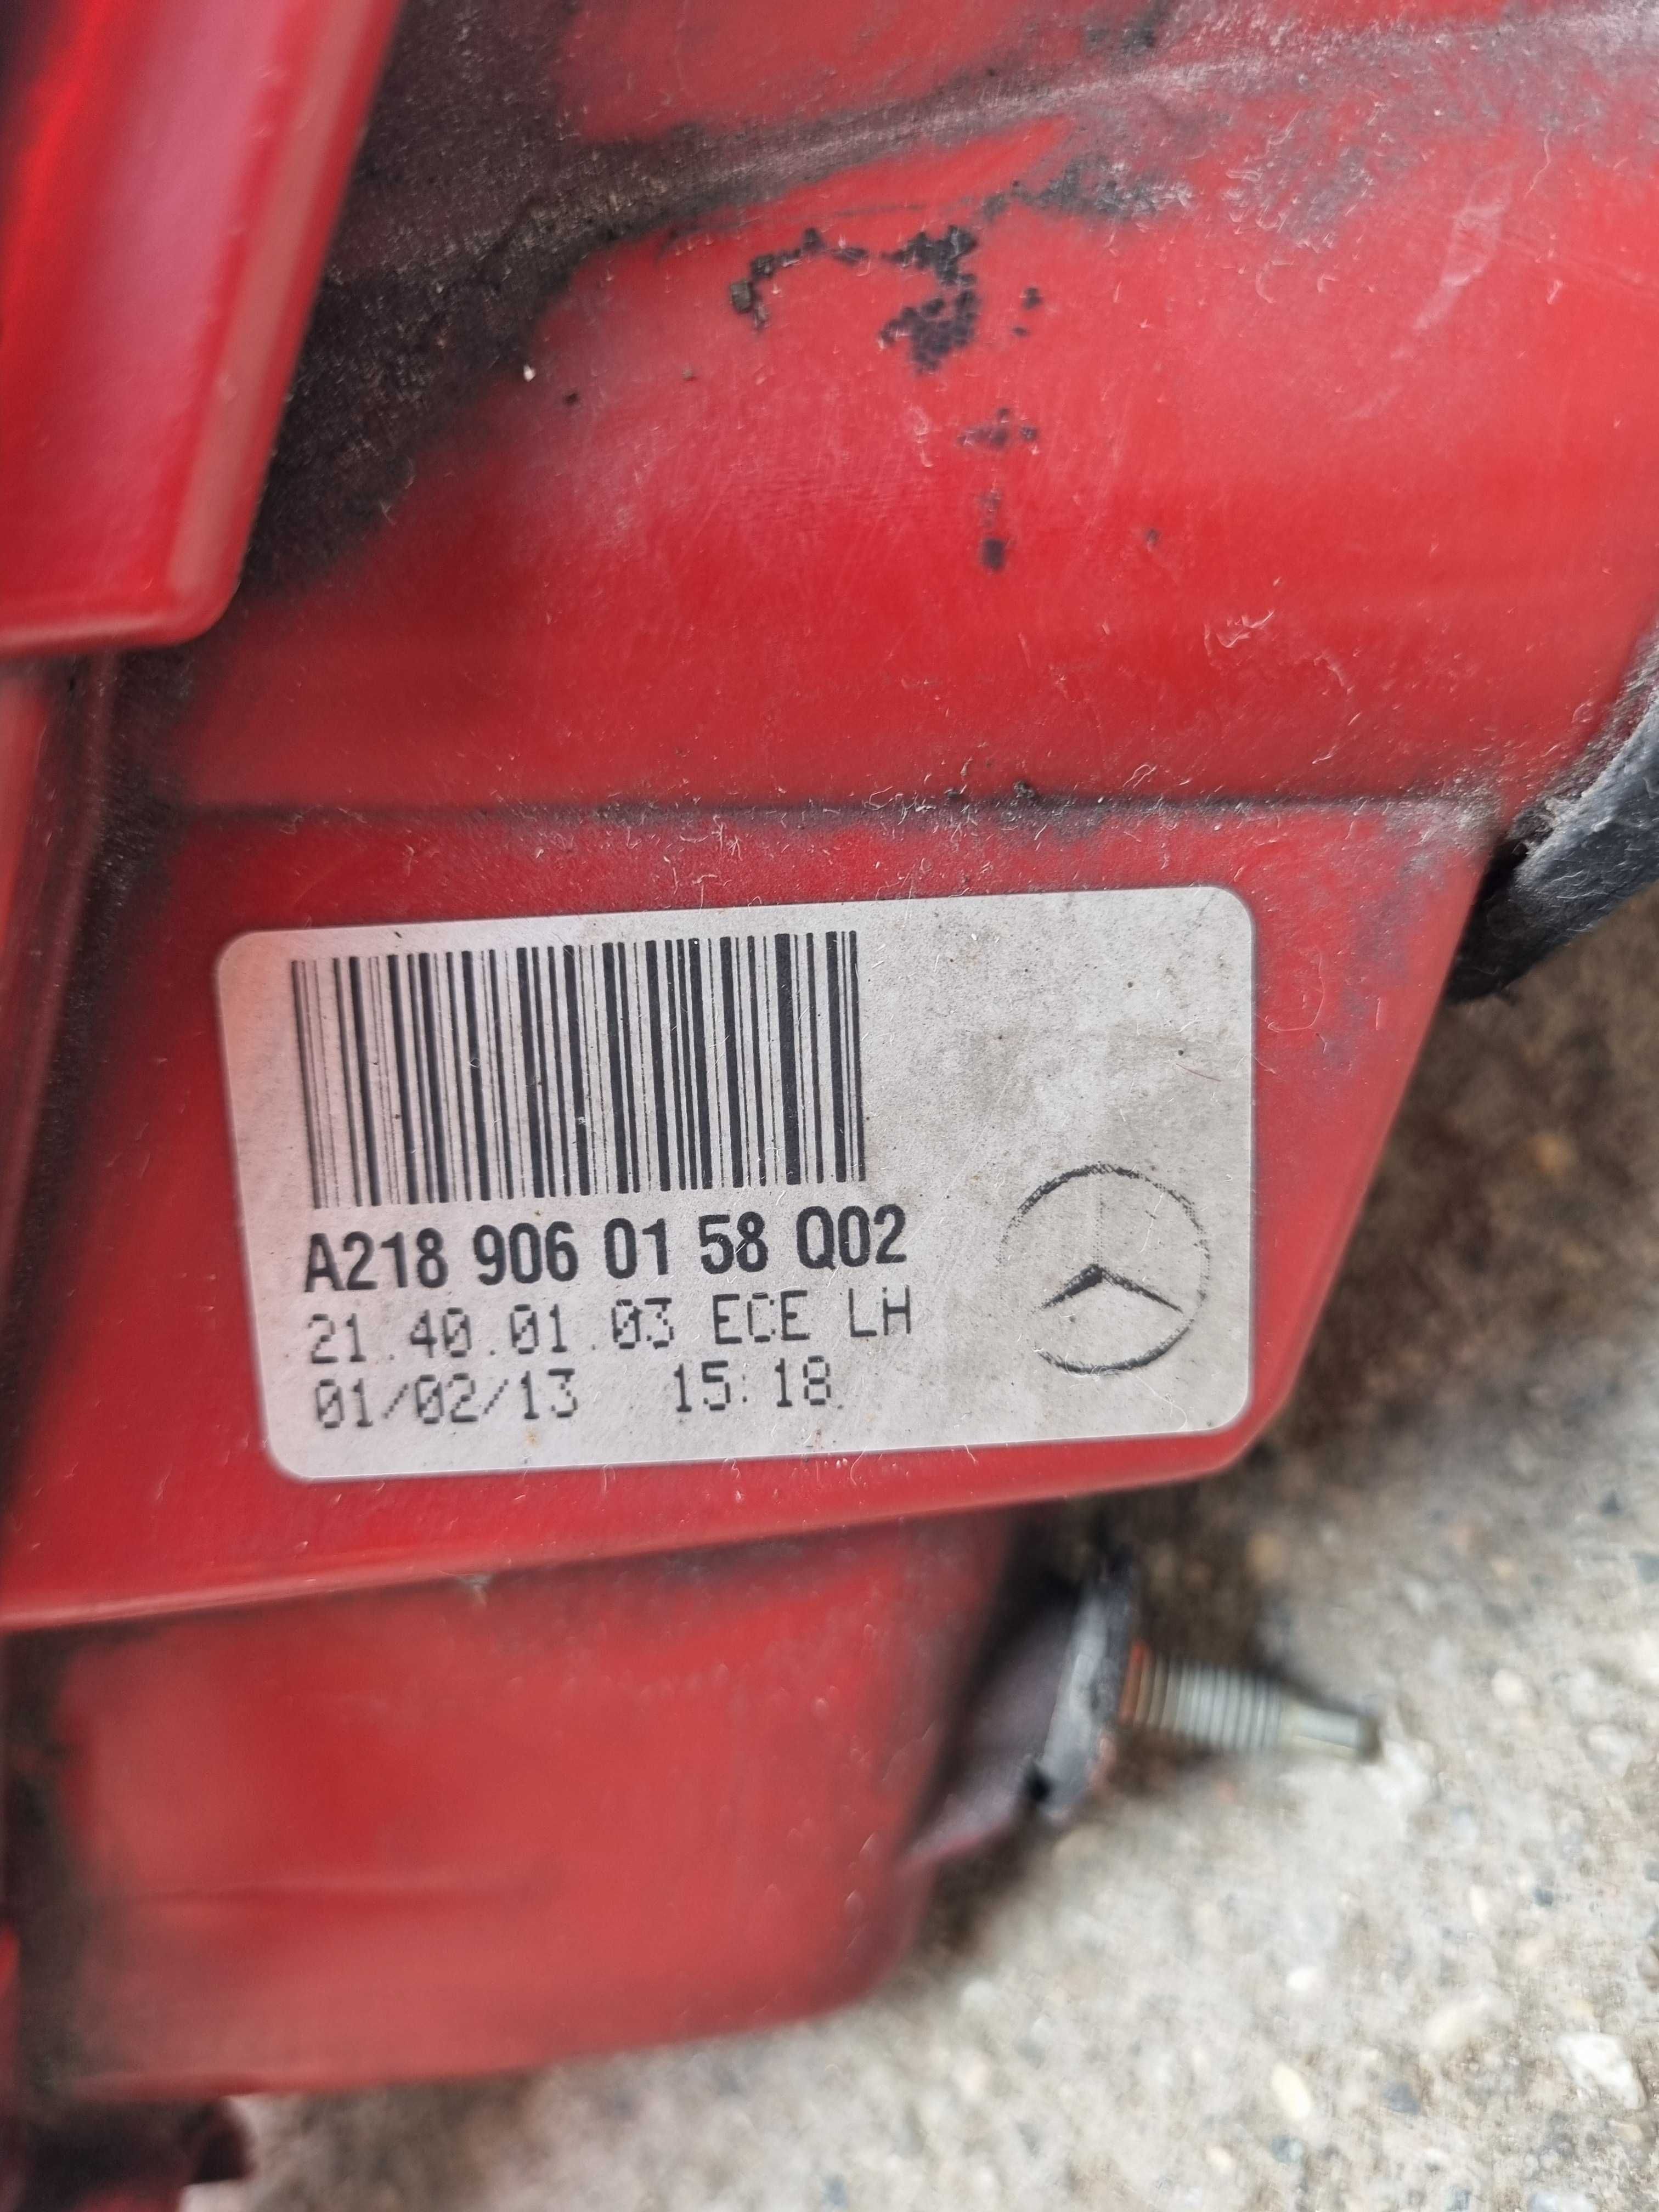 A218 906 01 58 Q02
21.40.01.03 ECE LH
01/02/13 15:18